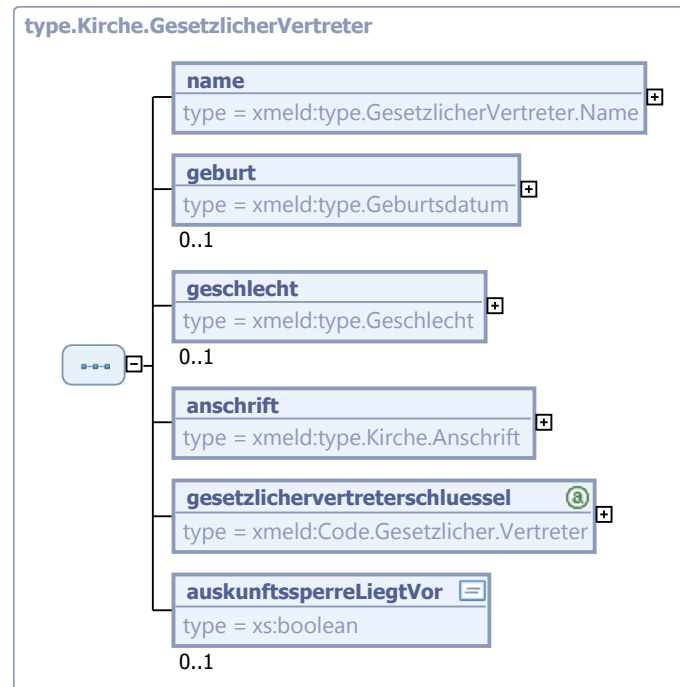 type.Kirche.GesetzlicherVertreter
name
type = xmeld:type.GesetzlicherVertreter.Name
geburt
type = xmeld:type.Geburtsdatum
0..1
geschlecht
type = xmeld:type.Geschlecht
0..1
anschrift
type = xmeld:type.Kirche.Anschrift
gesetzlichervertreterschluessel a
type = xmeld:Code.Gesetzlicher.Vertreter
auskunftssperreLiegtVor
type = xs:boolean
0..1